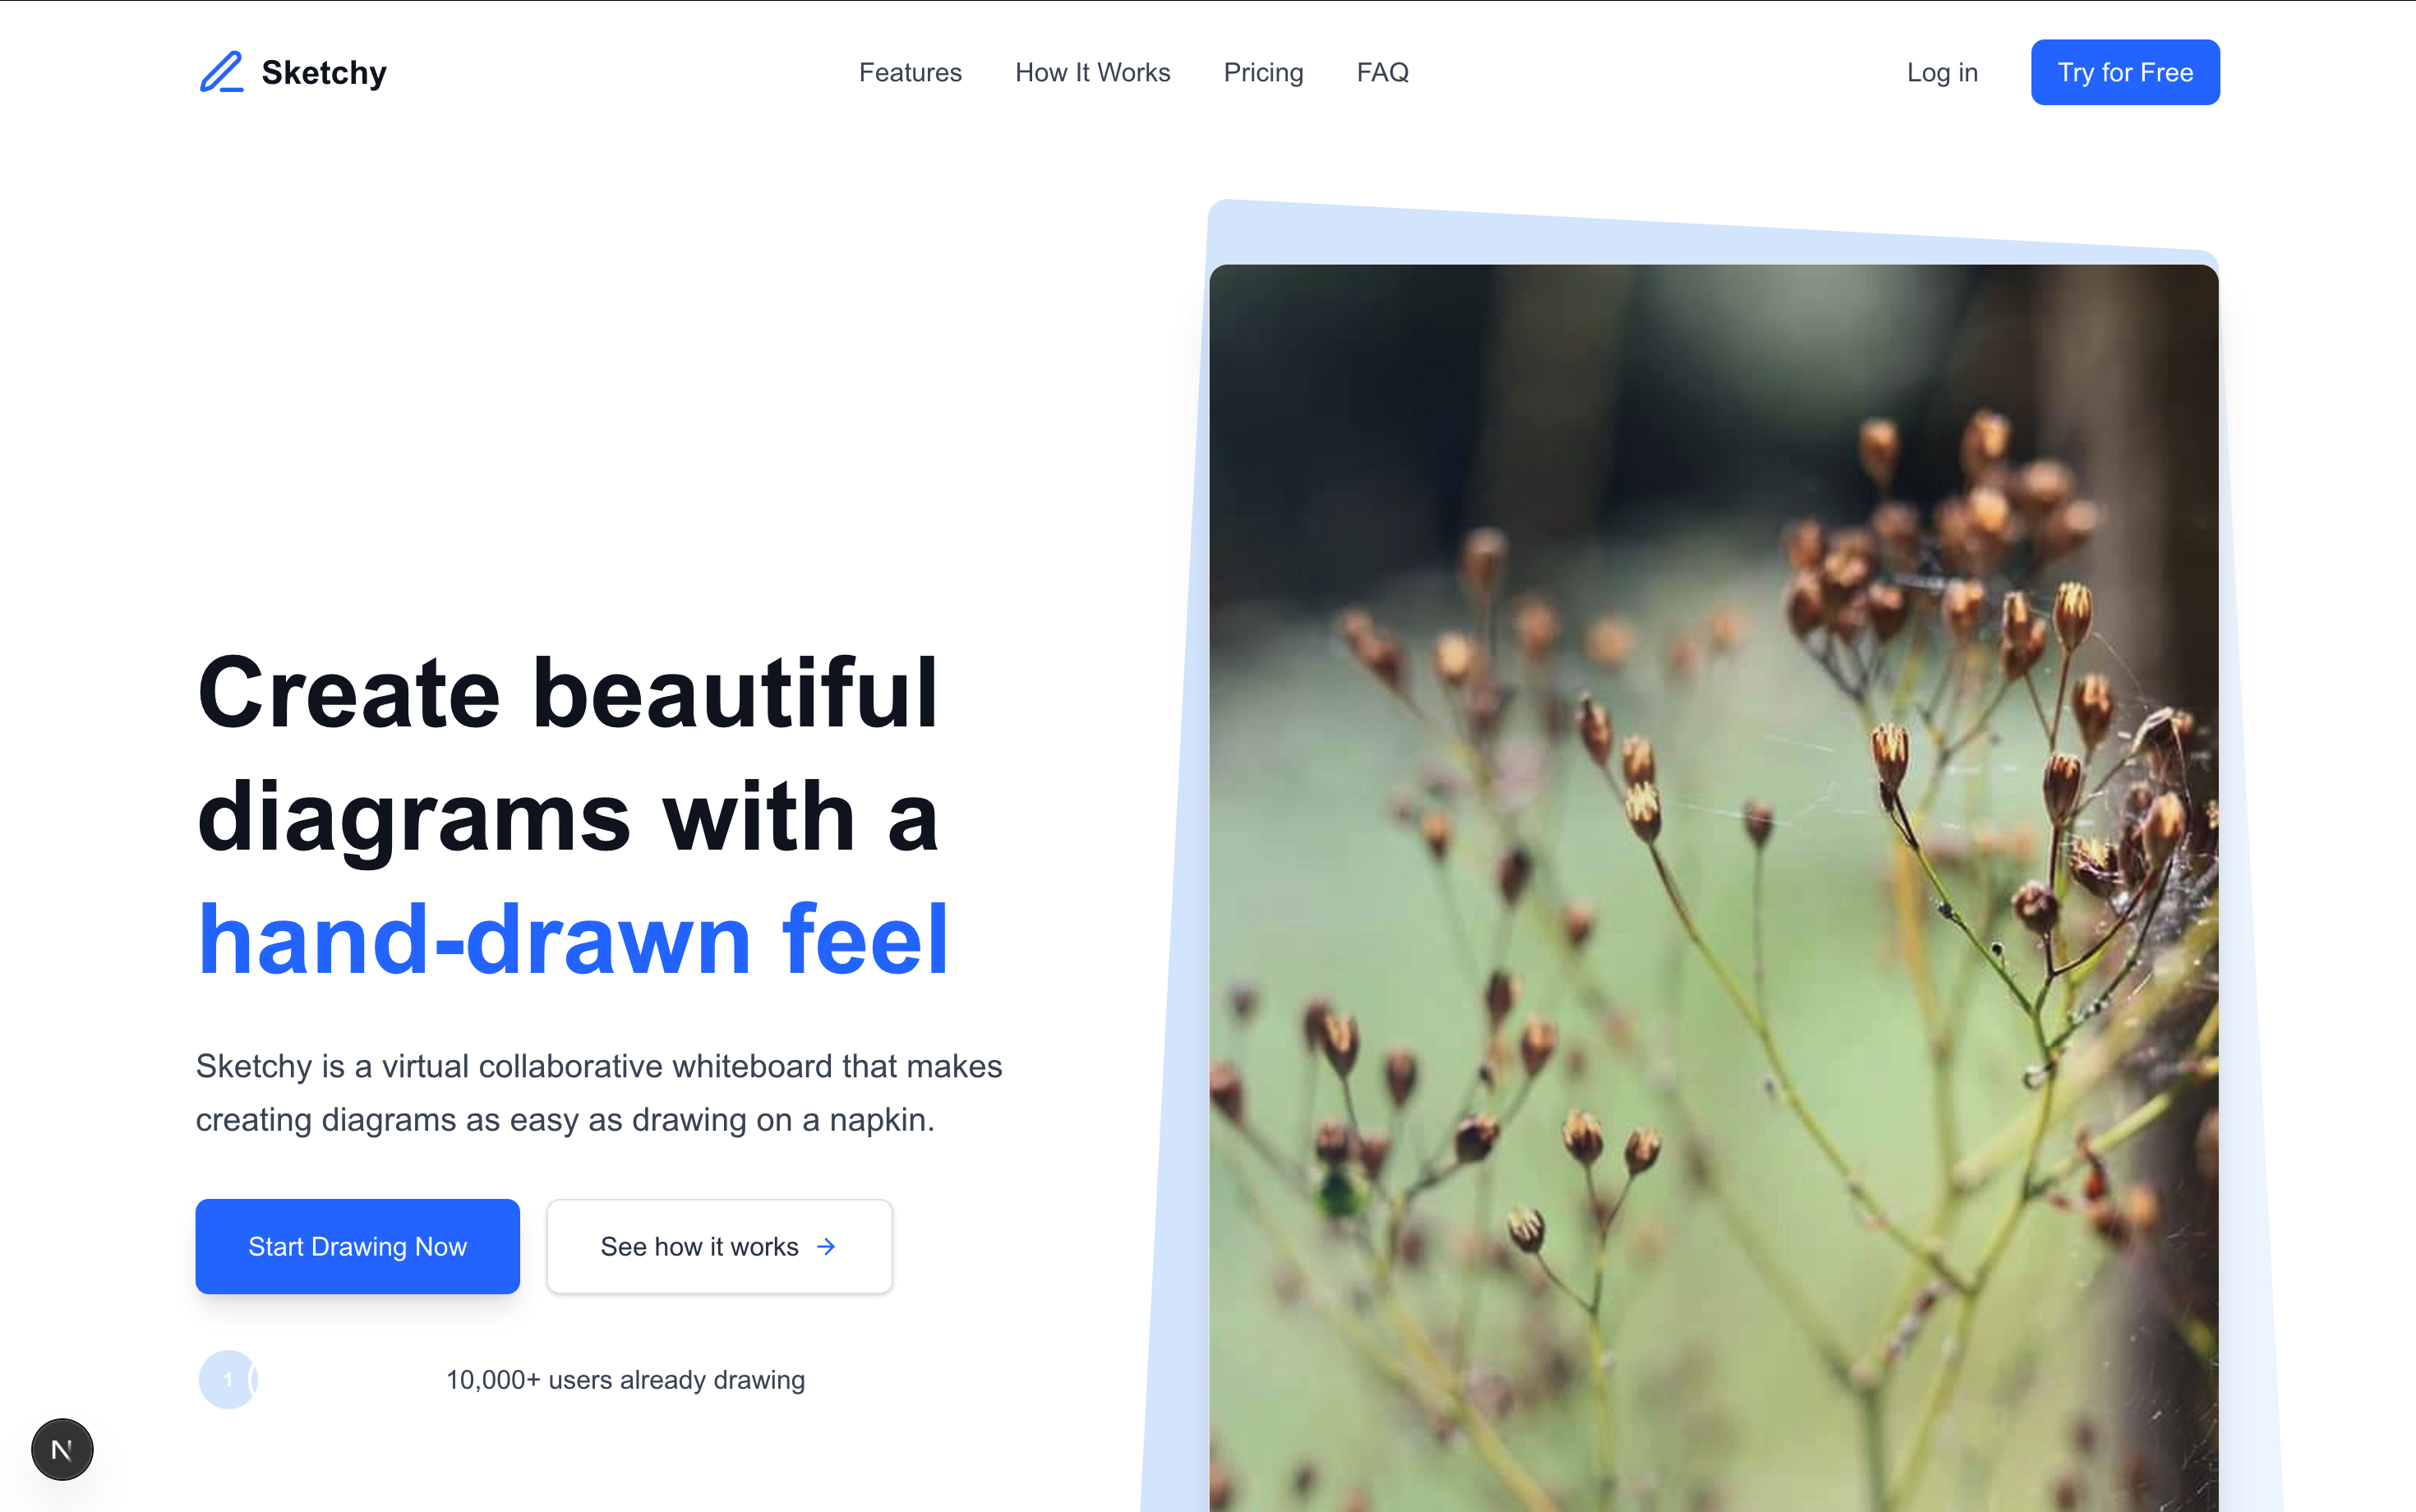 Sketchy
Features
How It Works
Pricing
FAQ
Log in
Try for Free
Create beautiful
diagrams with a
hand-drawn feel
Sketchy is a virtual collaborative whiteboard that makes
creating diagrams as easy as drawing on a napkin.
Start Drawing Now
See how it works
1
10,000+ users already drawing
N